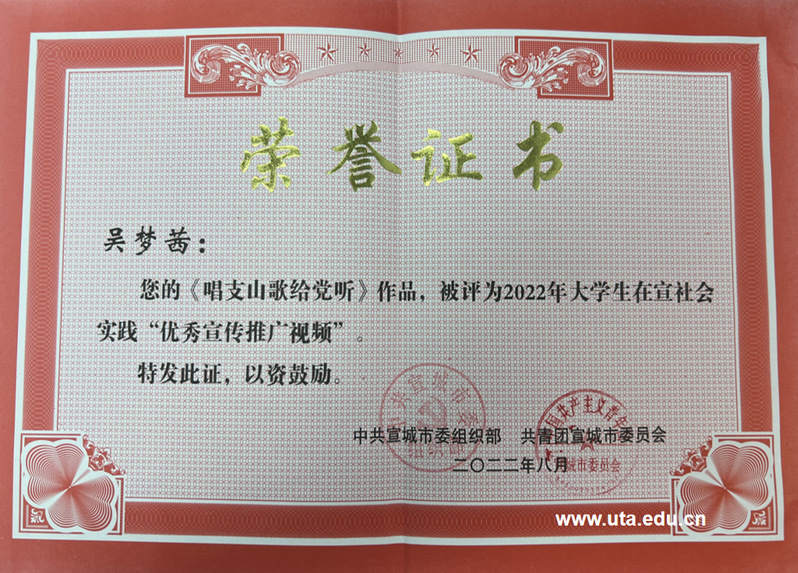 荣誉证书
吴梦茜：
您的《唱支山歌给党听》作品，被评为2022年大学生在宣社会
实践“优秀宣传推广视频”。
特发此证，以资鼓励。
中共宣城市委组织部 共青团宣城市委员会
二〇二二年八月
www.uta.edu.cn